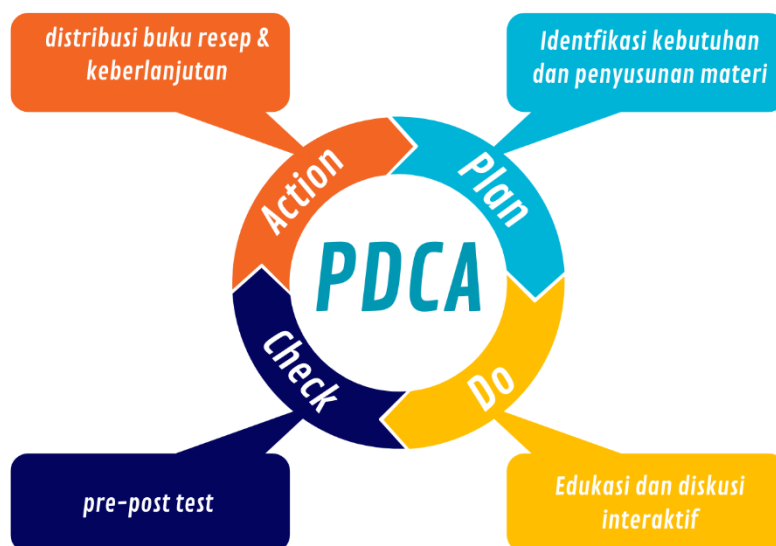 distribusi buku resep &
keberlanjutan
Identfikasi kebutuhan
dan penyusunan materi
Action
Plan
PDCA
Check
Do
pre-post test
Edukasi dan diskusi
interaktif